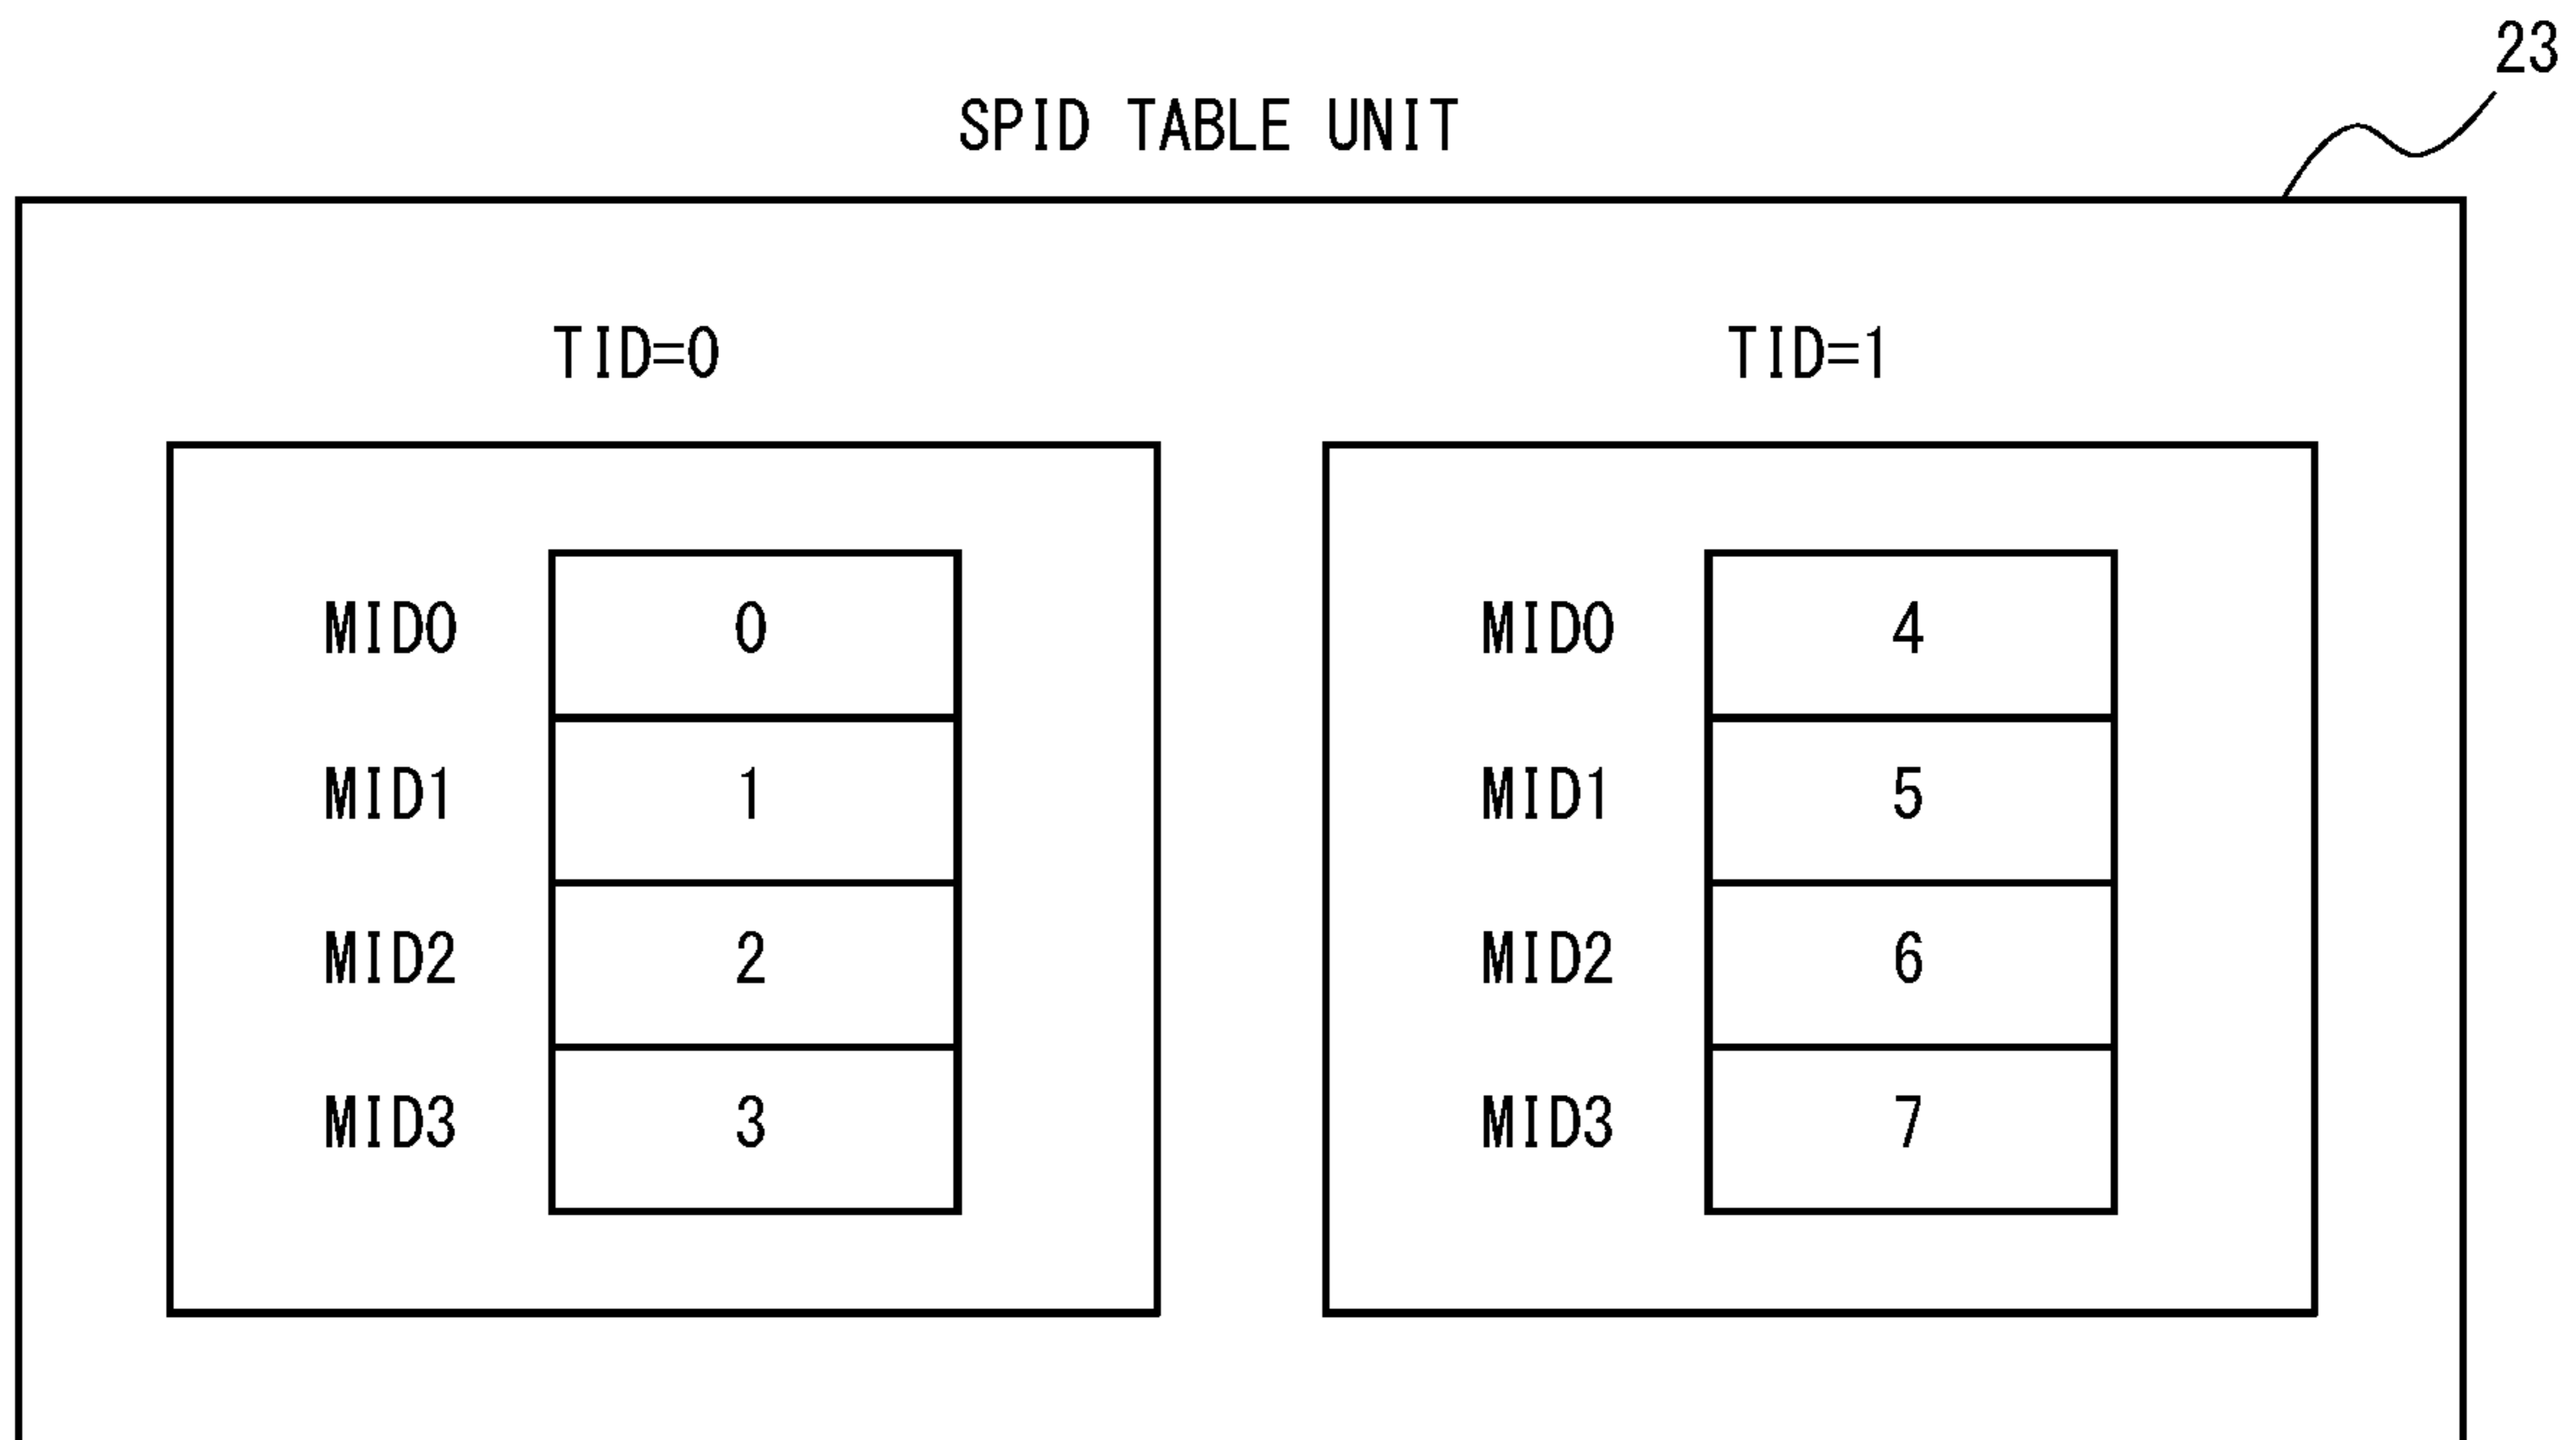 23
SPID TABLE UNIT
TID=0
MID0 0
MID1 1
MID2 2
MID3 3
TID=1
MID0 4
MID1 5
MID2 6
MID3 7